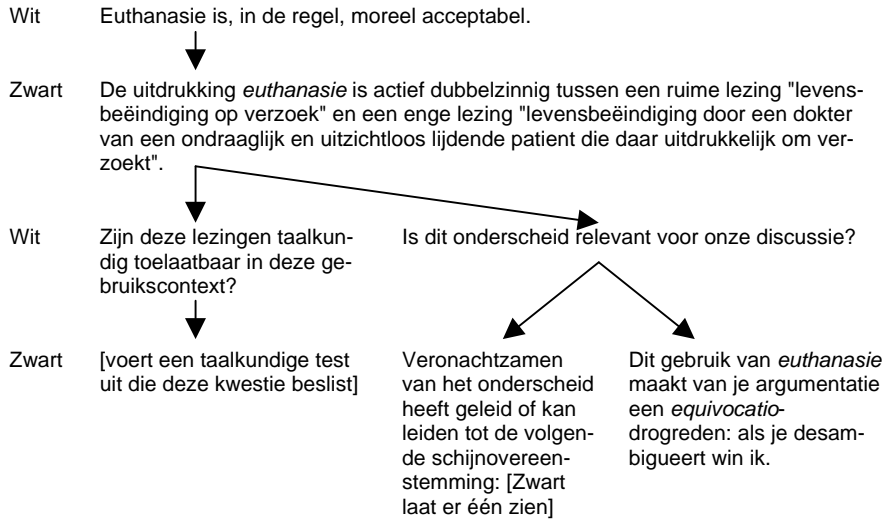 Wit Euthanasie is, in de regel, moreel acceptabel.
Zwart De uitdrukking euthanasie is actief dubbelzinnig tussen een ruime lezing "levens-
beëindiging op verzoek" en een enge lezing "levensbeëindiging door een dokter
van een ondraaglijk en uitzichtloos lijdende patient die daar uitdrukkelijk om ver-
zoekt".
Wit Zijn deze lezingen taalkun-
dig toelaatbaar in deze ge-
bruikscontext?
Is dit onderscheid relevant voor onze discussie?
Zwart [voert een taalkundige test
uit die deze kwestie beslist]
Veronachtzamen
van het onderscheid
heeft geleid of kan
leiden tot de volgen-
de schijnovereen-
stemming: [Zwart
laat er één zien]
Dit gebruik van euthanasie
maakt van je argumentatie
een equivocatio-
drogreden: als je desam-
bigueert win ik.